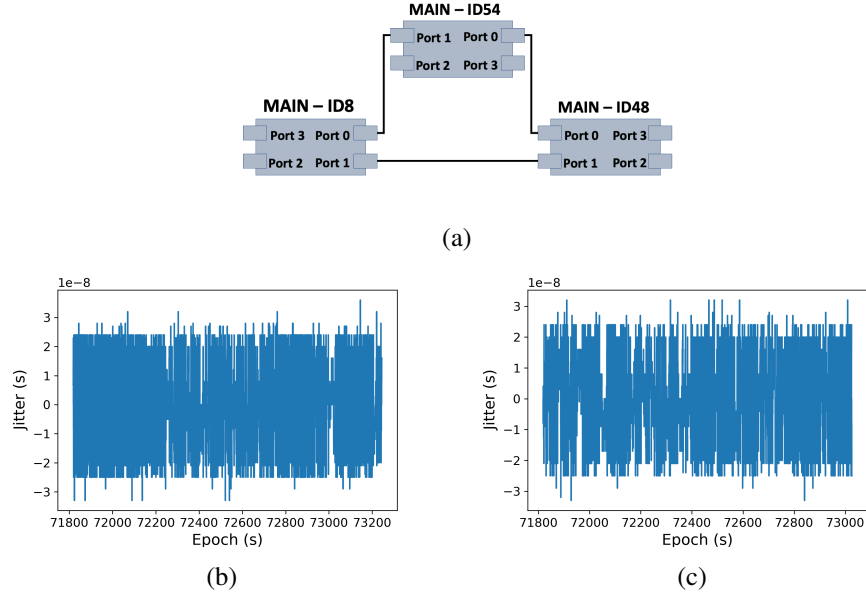 MAIN – ID54
Port 1 Port 0
Port 2 Port 3
MAIN – ID8
Port 3 Port 0
Port 2 Port 1
MAIN – ID48
Port 0 Port 3
Port 1 Port 2
(a)
1e−8
3
2
1
0
−1
−2
−3
Jitter (s)
71800 72000 72200 72400 72600 72800 73000 73200
Epoch (s)
(b)
1e−8
3
2
1
0
−1
−2
−3
Jitter (s)
71800 72000 72200 72400 72600 72800 73000
Epoch (s)
(c)